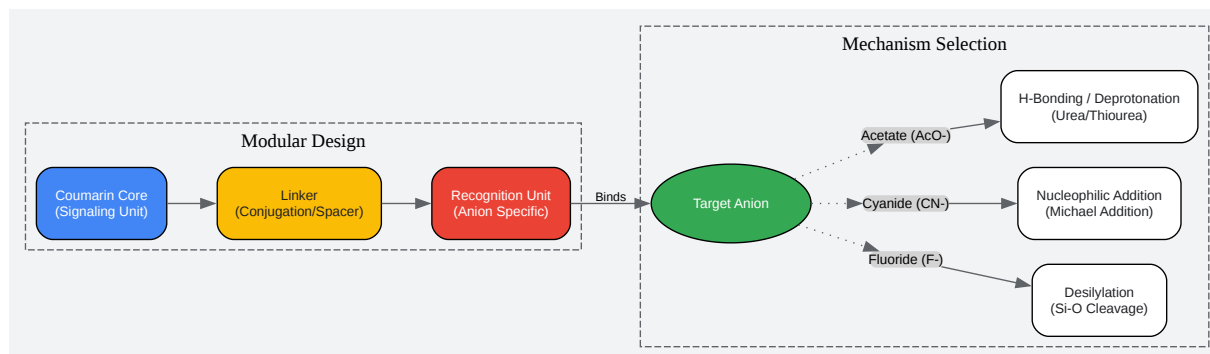 Modular Design
Coumarin Core
(Signaling Unit)
Linker
(Conjugation/Spacer)
Recognition Unit
(Anion Specific)
Binds
Mechanism Selection
Target Anion
Acetate (AcO-)
H-Bonding / Deprotonation
(Urea/Thiourea)
Cyanide (CN-)
Nucleophilic Addition
(Michael Addition)
Fluoride (F-)
Desilylation
(Si-O Cleavage)